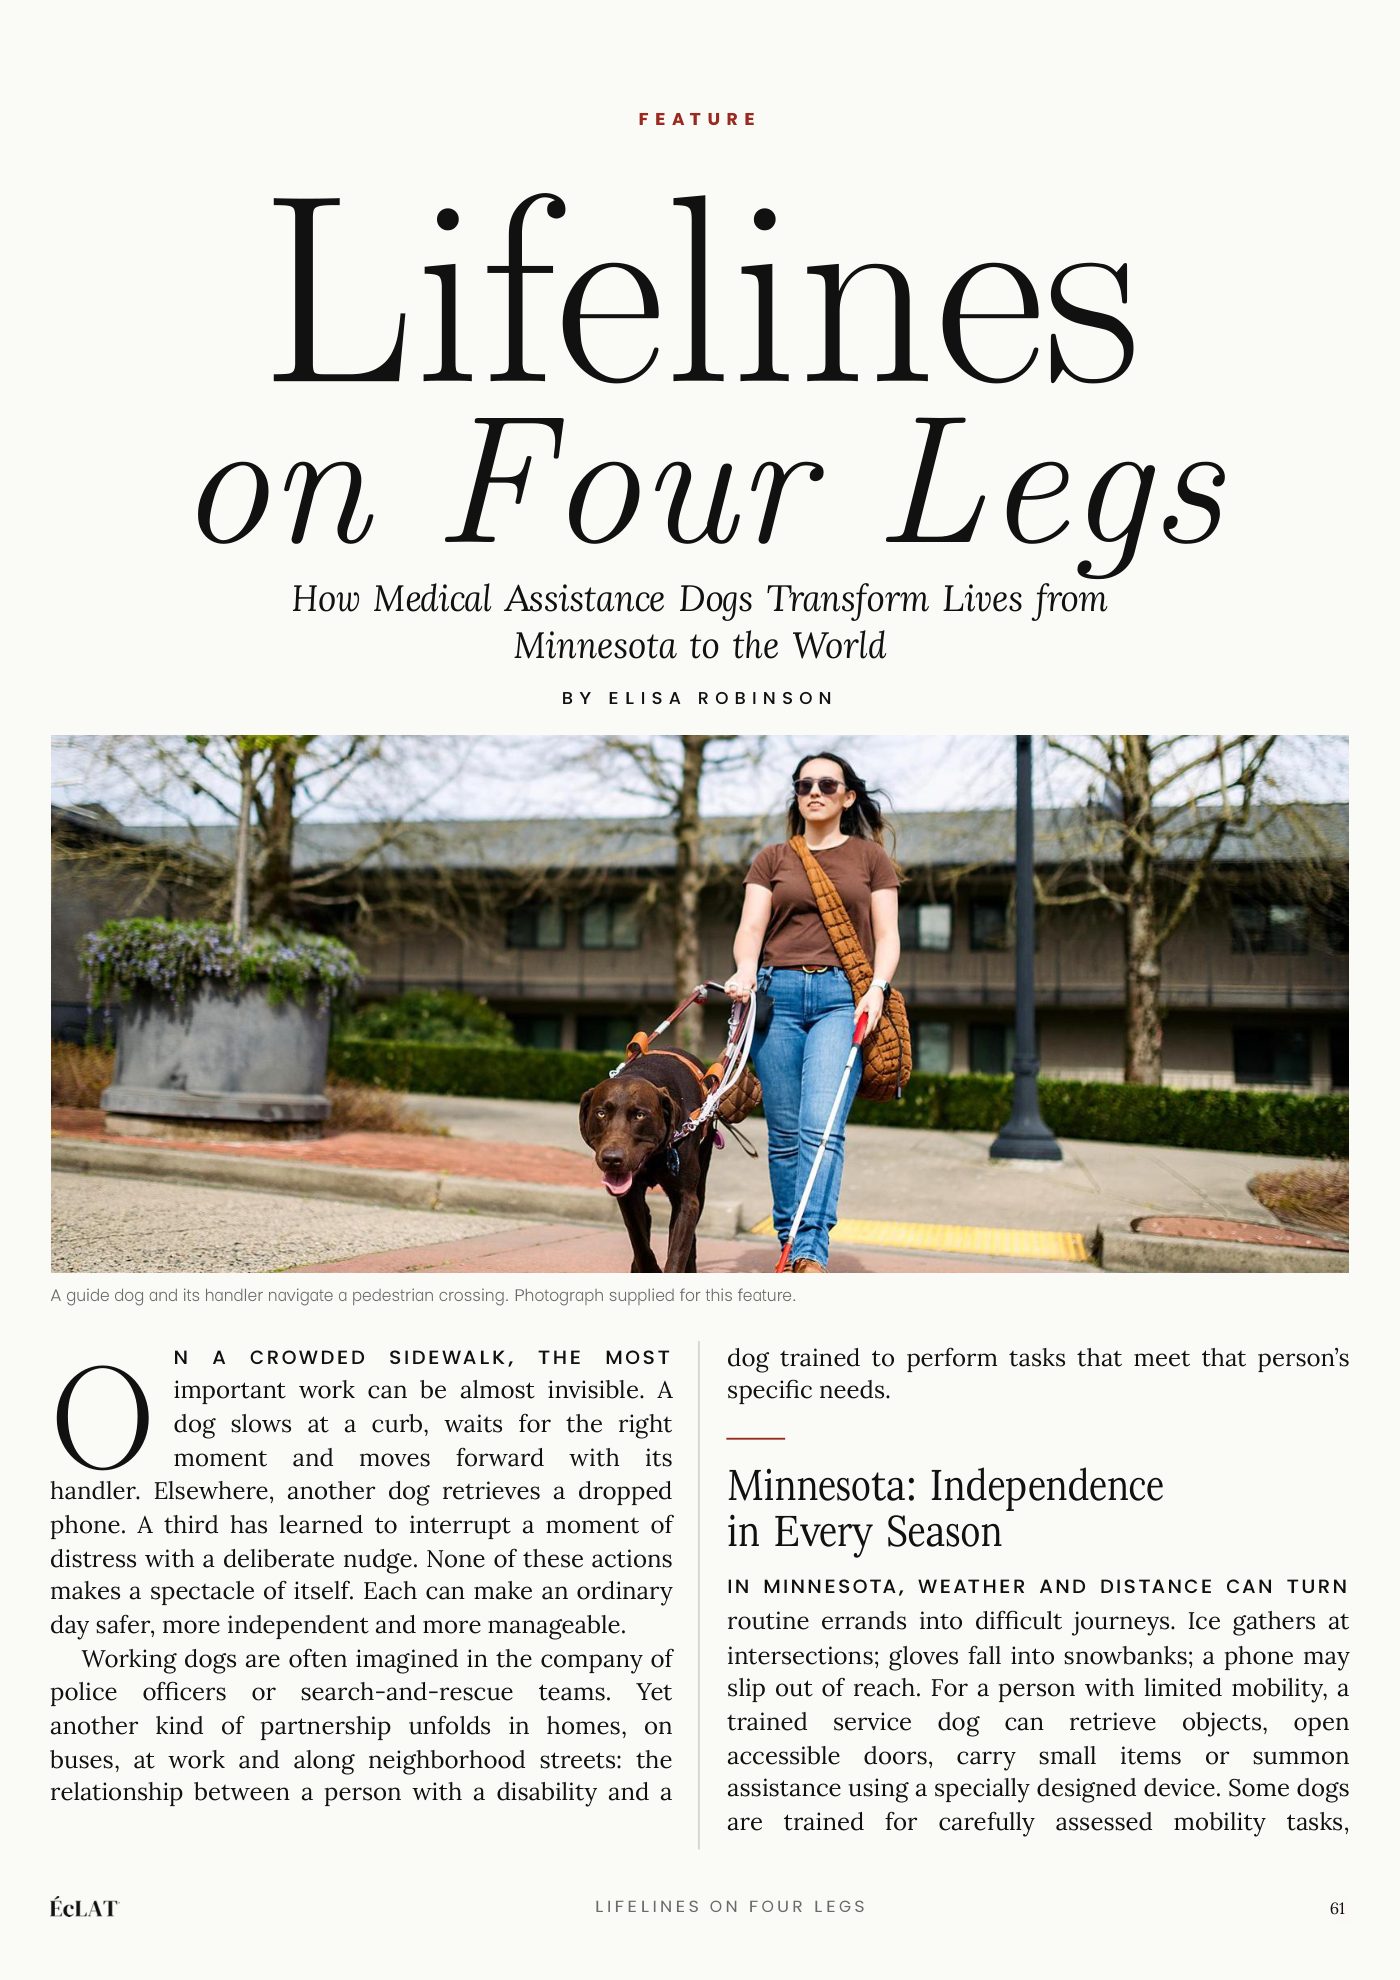 FEATURE
Lifelines
on Four Legs
How Medical Assistance Dogs Transform Lives from
Minnesota to the World
BY ELISA ROBINSON
A guide dog and its handler navigate a pedestrian crossing. Photograph supplied for this feature.
ON A CROWDED SIDEWALK, THE MOST
important work can be almost invisible. A
dog slows at a curb, waits for the right
moment and moves forward with its
handler. Elsewhere, another dog retrieves a dropped
phone. A third has learned to interrupt a moment of
distress with a deliberate nudge. None of these actions
makes a spectacle of itself. Each can make an ordinary
day safer, more independent and more manageable.
Working dogs are often imagined in the company of
police officers or search-and-rescue teams. Yet
another kind of partnership unfolds in homes, on
buses, at work and along neighborhood streets: the
relationship between a person with a disability and a
dog trained to perform tasks that meet that person's
specific needs.
Minnesota: Independence
in Every Season
IN MINNESOTA, WEATHER AND DISTANCE CAN TURN
routine errands into difficult journeys. Ice gathers at
intersections; gloves fall into snowbanks; a phone may
slip out of reach. For a person with limited mobility, a
trained service dog can retrieve objects, open
accessible doors, carry small items or summon
assistance using a specially designed device. Some dogs
are trained for carefully assessed mobility tasks,
ÉcLAT
LIFELINES ON FOUR LEGS
61